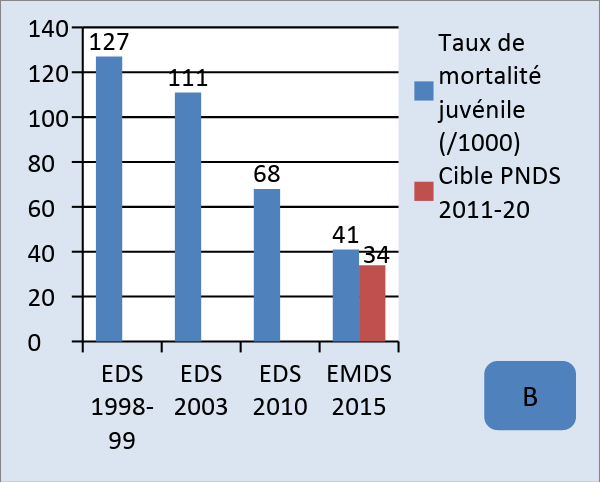 140
120
100
80
60
40
20
0
127
111
68
41
34
EDS
1998-
99
EDS
2003
EDS
2010
EMDS
2015
Taux de
mortalité
juvénile
(/1000)
Cible PNDS
2011-20
B